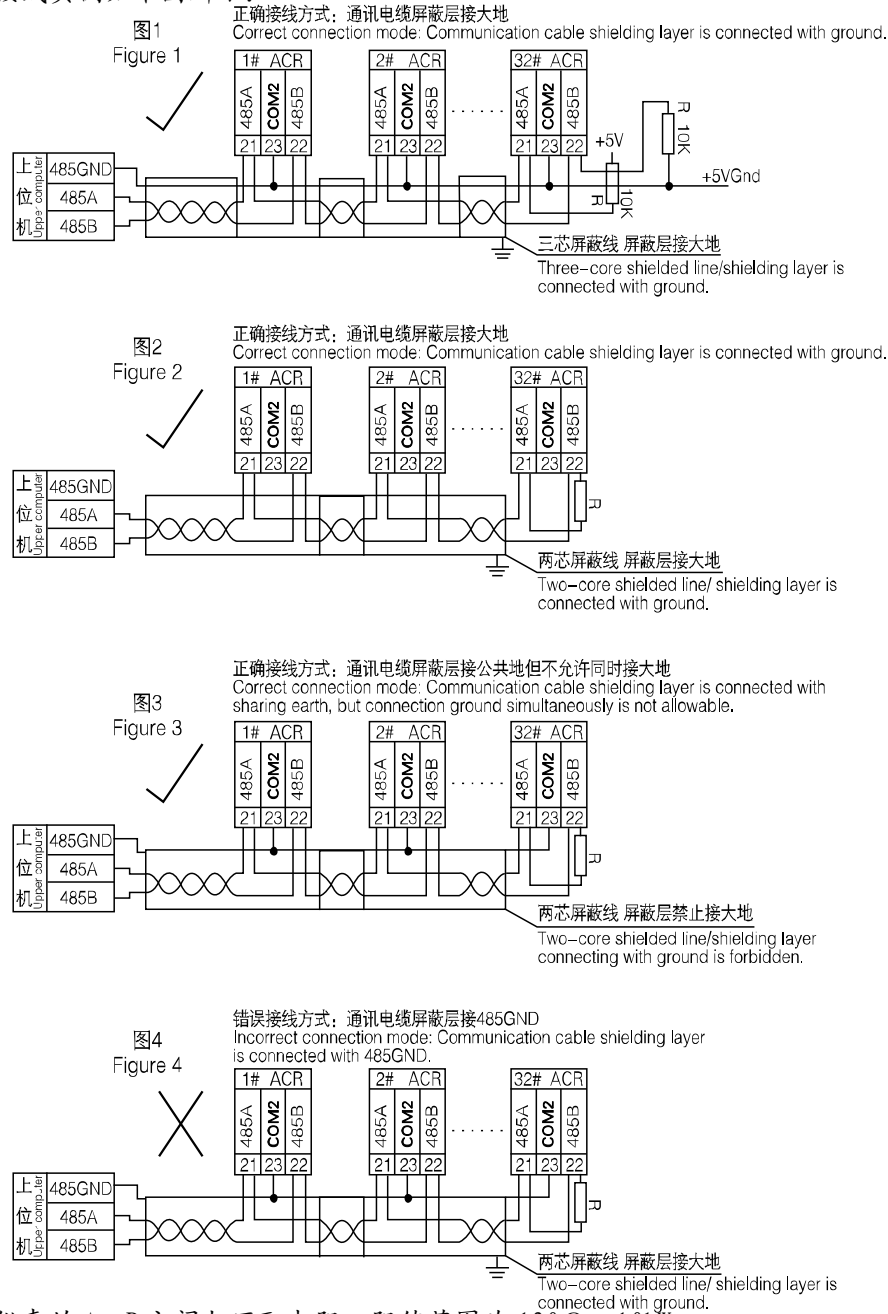 图1
Figure 1
正确接线方式：通讯电缆屏蔽层接大地
Correct connection mode: Communication cable shielding layer is connected with ground.
1# ACR
2# ACR
32# ACR
485A COM2 485B
485A COM2 485B
485A COM2 485B
21 23 22
21 23 22
21 23 22
R 10K
+5V
+5VGnd
R 10K
上位机
Upper computer
485GND
485A
485B
三芯屏蔽线 屏蔽层接大地
Three-core shielded line/shielding layer is
connected with ground.
图2
Figure 2
正确接线方式：通讯电缆屏蔽层接大地
Correct connection mode: Communication cable shielding layer is connected with ground.
1# ACR
2# ACR
32# ACR
485A COM2 485B
485A COM2 485B
485A COM2 485B
21 23 22
21 23 22
21 23 22
R
上位机
Upper computer
485GND
485A
485B
两芯屏蔽线 屏蔽层接大地
Two-core shielded line/ shielding layer is
connected with ground.
图3
Figure 3
正确接线方式：通讯电缆屏蔽层接公共地但不允许同时接大地
Correct connection mode: Communication cable shielding layer is connected with
sharing earth, but connection ground simultaneously is not allowable.
1# ACR
2# ACR
32# ACR
485A COM2 485B
485A COM2 485B
485A COM2 485B
21 23 22
21 23 22
21 23 22
R
上位机
Upper computer
485GND
485A
485B
两芯屏蔽线 屏蔽层禁止接大地
Two-core shielded line/shielding layer
connecting with ground is forbidden.
图4
Figure 4
错误接线方式：通讯电缆屏蔽层接485GND
Incorrect connection mode: Communication cable shielding layer
is connected with 485GND.
1# ACR
2# ACR
32# ACR
485A COM2 485B
485A COM2 485B
485A COM2 485B
21 23 22
21 23 22
21 23 22
R
上位机
Upper computer
485GND
485A
485B
两芯屏蔽线 屏蔽层接大地
Two-core shielded line/ shielding layer is
connected with ground.